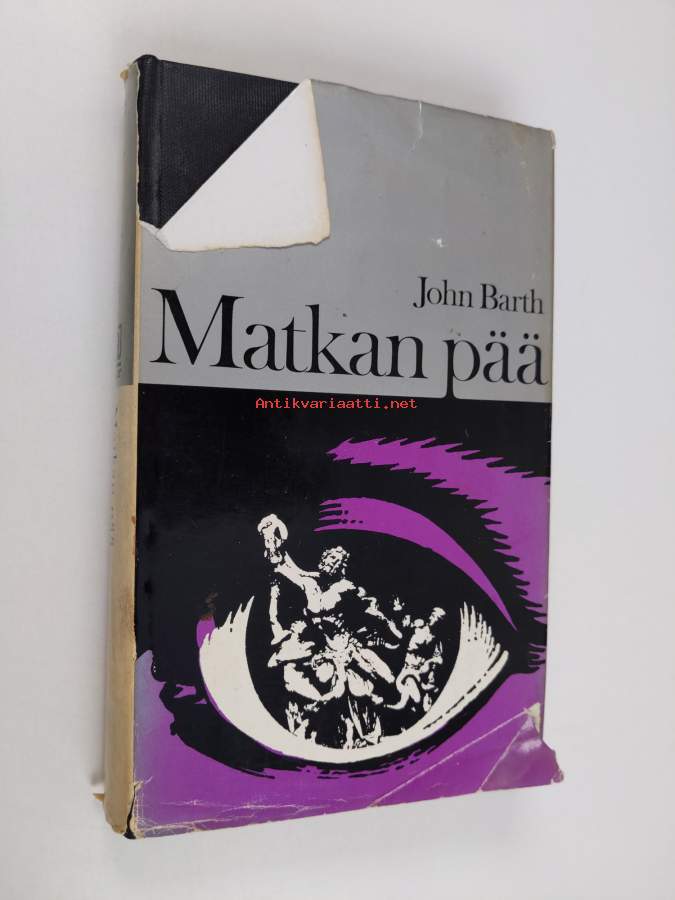 John Barth
Matkan pää
Antikvariaatti.net